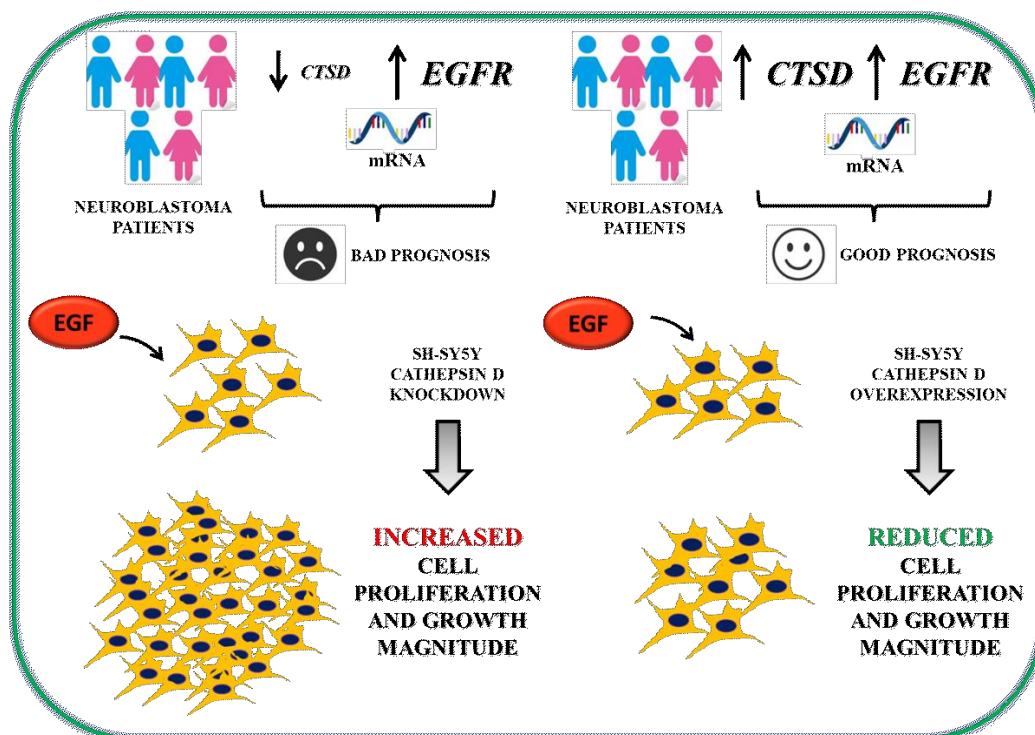 CTSD
EGFR
mRNA
NEUROBLASTOMA
PATIENTS
BAD PROGNOSIS
CTSD
EGFR
mRNA
NEUROBLASTOMA
PATIENTS
GOOD PROGNOSIS
EGF
SH-SY5Y
CATHEPSIN D
KNOCKDOWN
INCREASED
CELL
PROLIFERATION
AND GROWTH
MAGNITUDE
EGF
SH-SY5Y
CATHEPSIN D
OVEREXPRESSION
REDUCED
CELL
PROLIFERATION
AND GROWTH
MAGNITUDE